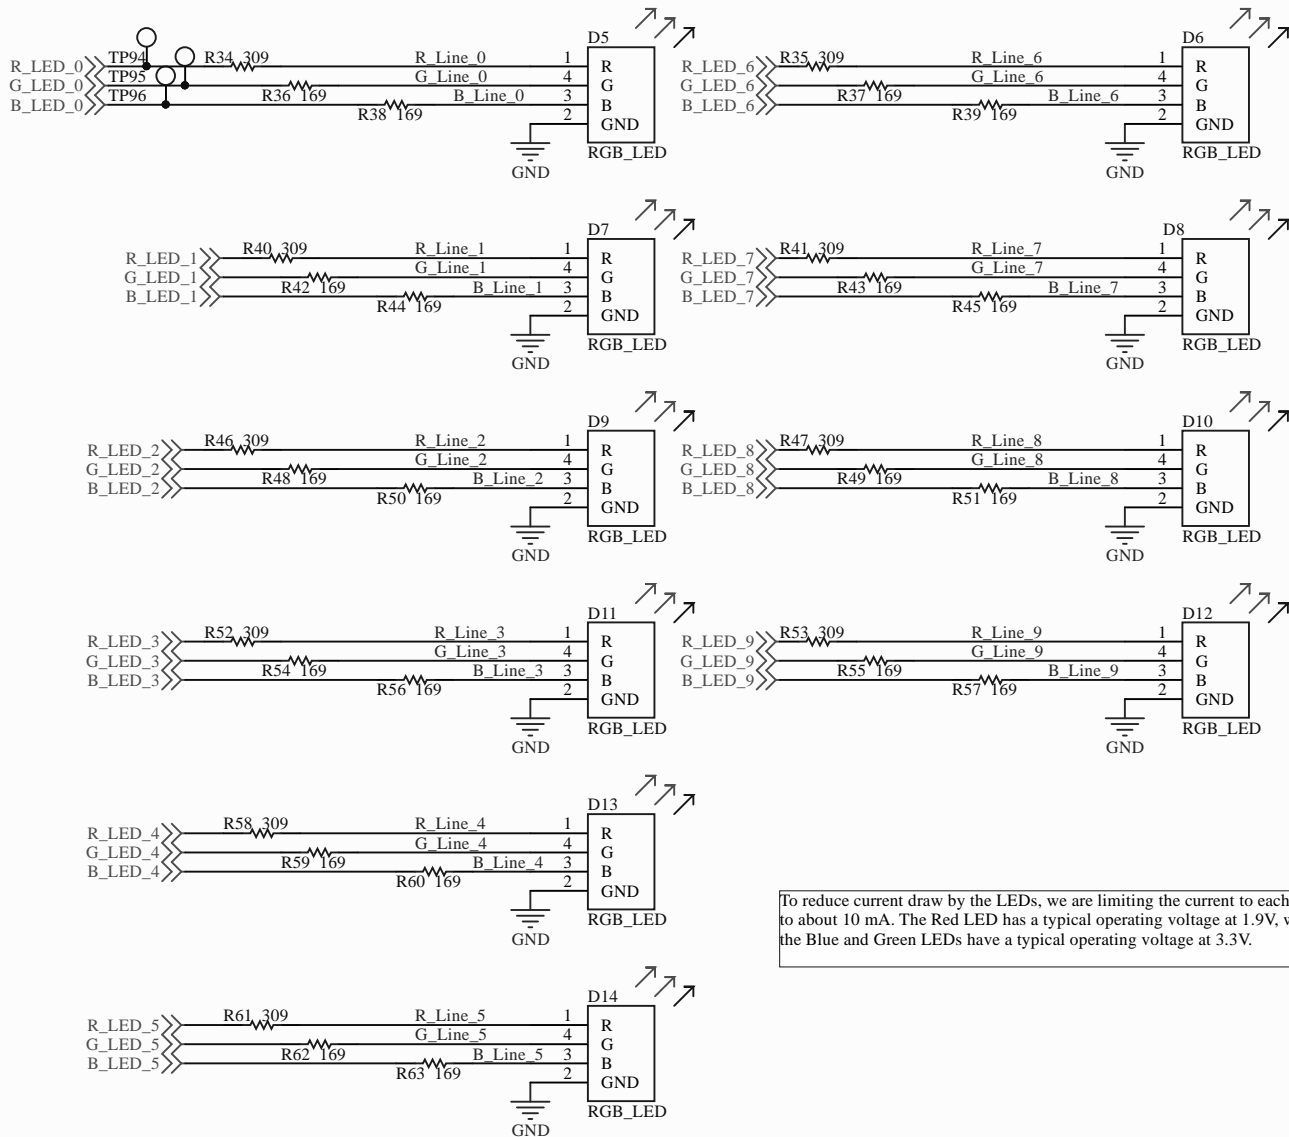 D5
TP94 R34 309 R_Line_0 1
R_LED_0 R
TP95 G_Line_0 4
G_LED_0 G
TP96 R36 169 B_Line_0 3
B_LED_0 B
R38 169 2
GND
GND RGB_LED
D6
R35 309 R_Line_6 1
R_LED_6 R
G_Line_6 4
G_LED_6 G
R37 169 B_Line_6 3
B_LED_6 B
R39 169 2
GND
GND RGB_LED
D7
R40 309 R_Line_1 1
R_LED_1 R
G_Line_1 4
G_LED_1 G
R42 169 B_Line_1 3
B_LED_1 B
R44 169 2
GND
GND RGB_LED
D8
R41 309 R_Line_7 1
R_LED_7 R
G_Line_7 4
G_LED_7 G
R43 169 B_Line_7 3
B_LED_7 B
R45 169 2
GND
GND RGB_LED
D9
R46 309 R_Line_2 1
R_LED_2 R
G_Line_2 4
G_LED_2 G
R48 169 B_Line_2 3
B_LED_2 B
R50 169 2
GND
GND RGB_LED
D10
R47 309 R_Line_8 1
R_LED_8 R
G_Line_8 4
G_LED_8 G
R49 169 B_Line_8 3
B_LED_8 B
R51 169 2
GND
GND RGB_LED
D11
R52 309 R_Line_3 1
R_LED_3 R
G_Line_3 4
G_LED_3 G
R54 169 B_Line_3 3
B_LED_3 B
R56 169 2
GND
GND RGB_LED
D12
R53 309 R_Line_9 1
R_LED_9 R
G_Line_9 4
G_LED_9 G
R55 169 B_Line_9 3
B_LED_9 B
R57 169 2
GND
GND RGB_LED
D13
R58 309 R_Line_4 1
R_LED_4 R
G_Line_4 4
G_LED_4 G
R59 169 B_Line_4 3
B_LED_4 B
R60 169 2
GND
GND RGB_LED
To reduce current draw by the LEDs, we are limiting the current to each
to about 10 mA. The Red LED has a typical operating voltage at 1.9V,
the Blue and Green LEDs have a typical operating voltage at 3.3V.
D14
R61 309 R_Line_5 1
R_LED_5 R
G_Line_5 4
G_LED_5 G
R62 169 B_Line_5 3
B_LED_5 B
R63 169 2
GND
GND RGB_LED